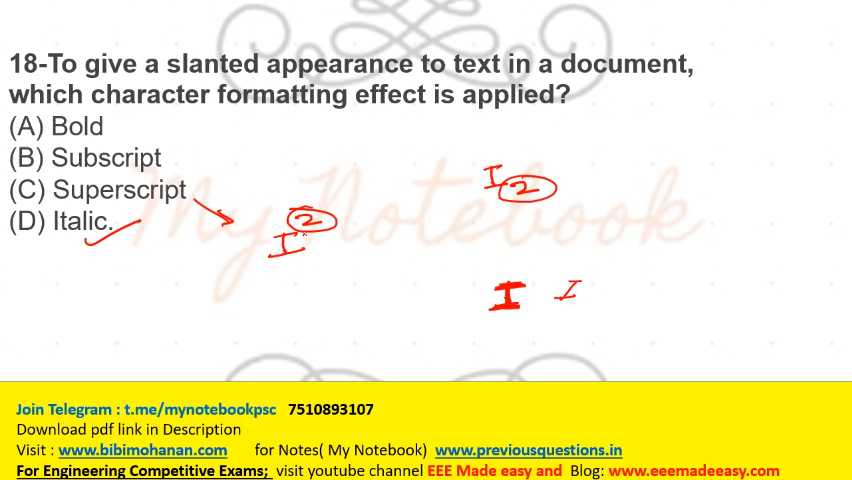 18-To give a slanted appearance to text in a document,
which character formatting effect is applied?
(A) Bold
(B) Subscript
(C) Superscript
(D) Italic.
My Notebook
I2
I2
I I
Join Telegram : t.me/mynotebookpsc 7510893107
Download pdf link in Description
Visit : www.bibimohanan.com for Notes( My Notebook) www.previousquestions.in
For Engineering Competitive Exams; visit youtube channel EEE Made easy and Blog: www.eeemadeeasy.com